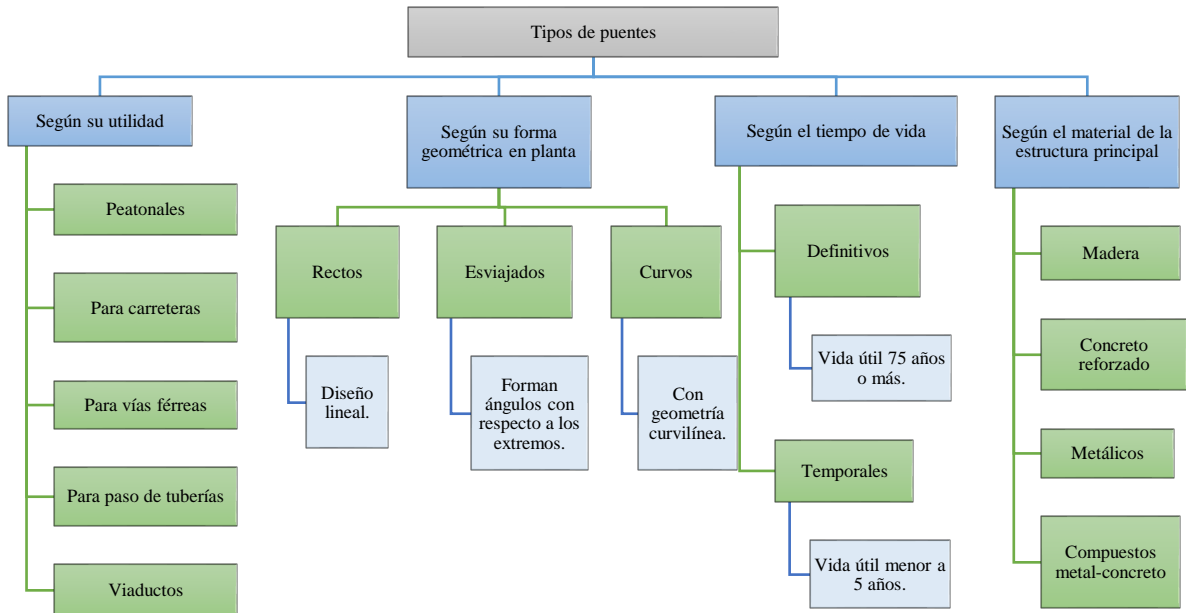 Tipos de puentes
Según su utilidad
Peatonales
Para carreteras
Para vías férreas
Para paso de tuberías
Viaductos
Según su forma
geométrica en planta
Rectos
Diseño
lineal.
Esviajados
Forman
ángulos con
respecto a los
extremos.
Curvos
Con
geometría
curvilínea.
Según el tiempo de vida
Definitivos
Vida útil 75 años
o más.
Temporales
Vida útil menor a
5 años.
Según el material de la
estructura principal
Madera
Concreto
reforzado
Metálicos
Compuestos
metal-concreto